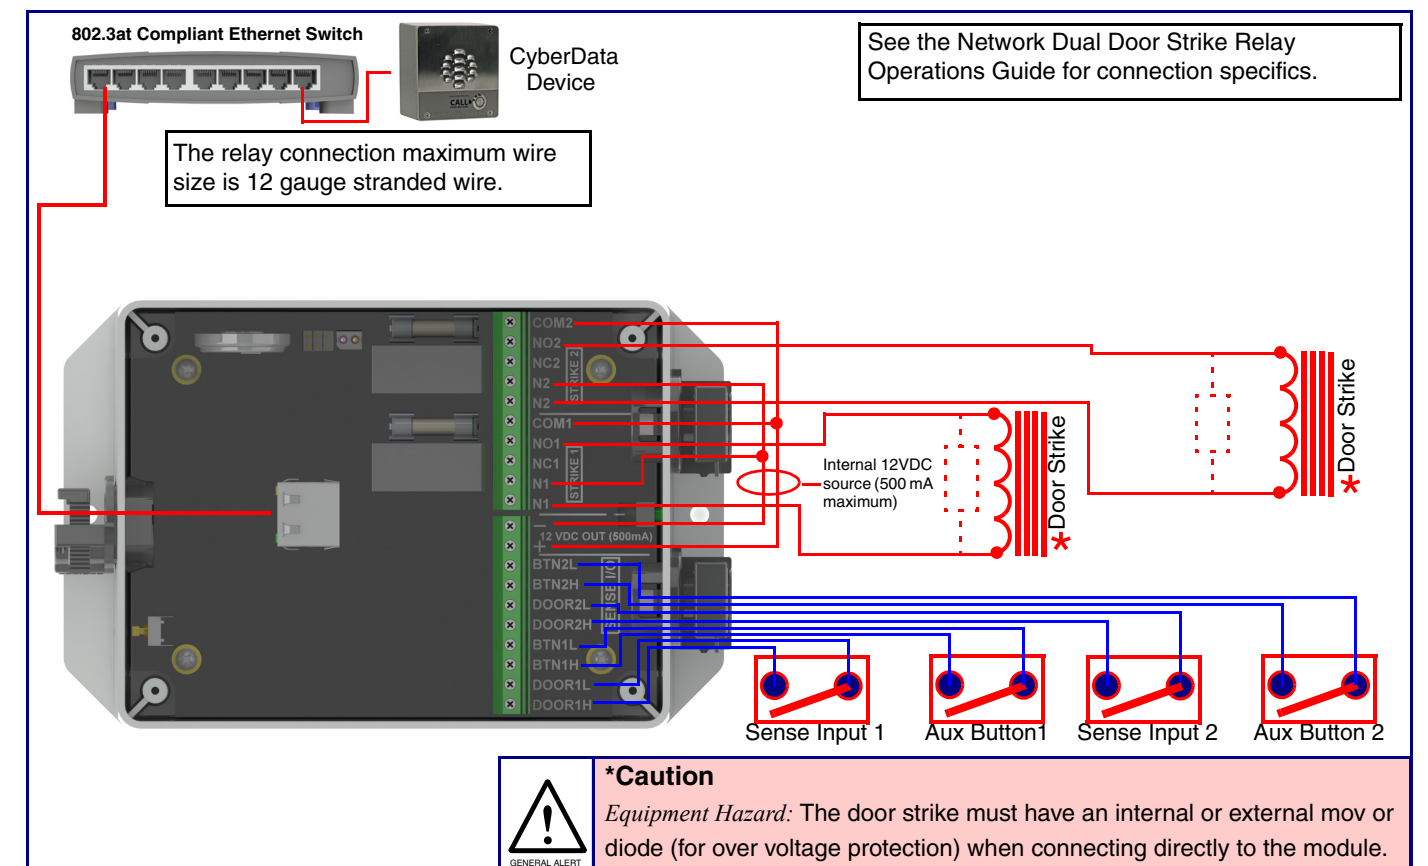 802.3at Compliant Ethernet Switch
CyberData
Device
CALL
See the Network Dual Door Strike Relay
Operations Guide for connection specifics.
The relay connection maximum wire
size is 12 gauge stranded wire.
COM2
NO2
NC2
N2
N2
STRIKE 2
COM1
NO1
NC1
N1
N1
STRIKE 1
−
12 VDC OUT (500mA)
+
BTN2L
BTN2H
DOOR2L
DOOR2H
BTN1L
BTN1H
DOOR1L
DOOR1H
SENSE I/O
Internal 12VDC
source (500 mA
maximum)
*Door Strike
*Door Strike
Sense Input 1
Aux Button1
Sense Input 2
Aux Button 2
GENERAL ALERT
*Caution
Equipment Hazard: The door strike must have an internal or external mov or
diode (for over voltage protection) when connecting directly to the module.